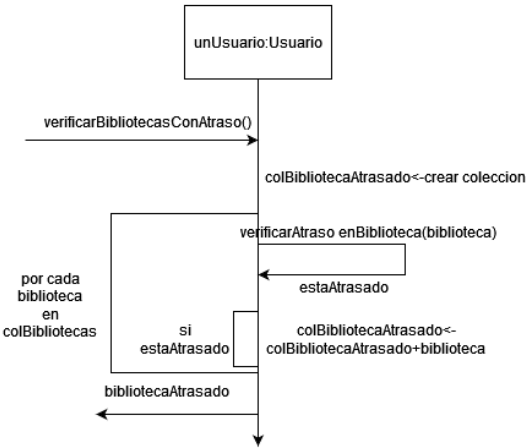 unUsuario:Usuario
verificarBibliotecasConAtraso()
colBibliotecaAtrasado<-crear coleccion
verificarAtraso enBiblioteca(biblioteca)
estaAtrasado
por cada
biblioteca
en
colBibliotecas
si
estaAtrasado
colBibliotecaAtrasado<-
colBibliotecaAtrasado+biblioteca
bibliotecaAtrasado